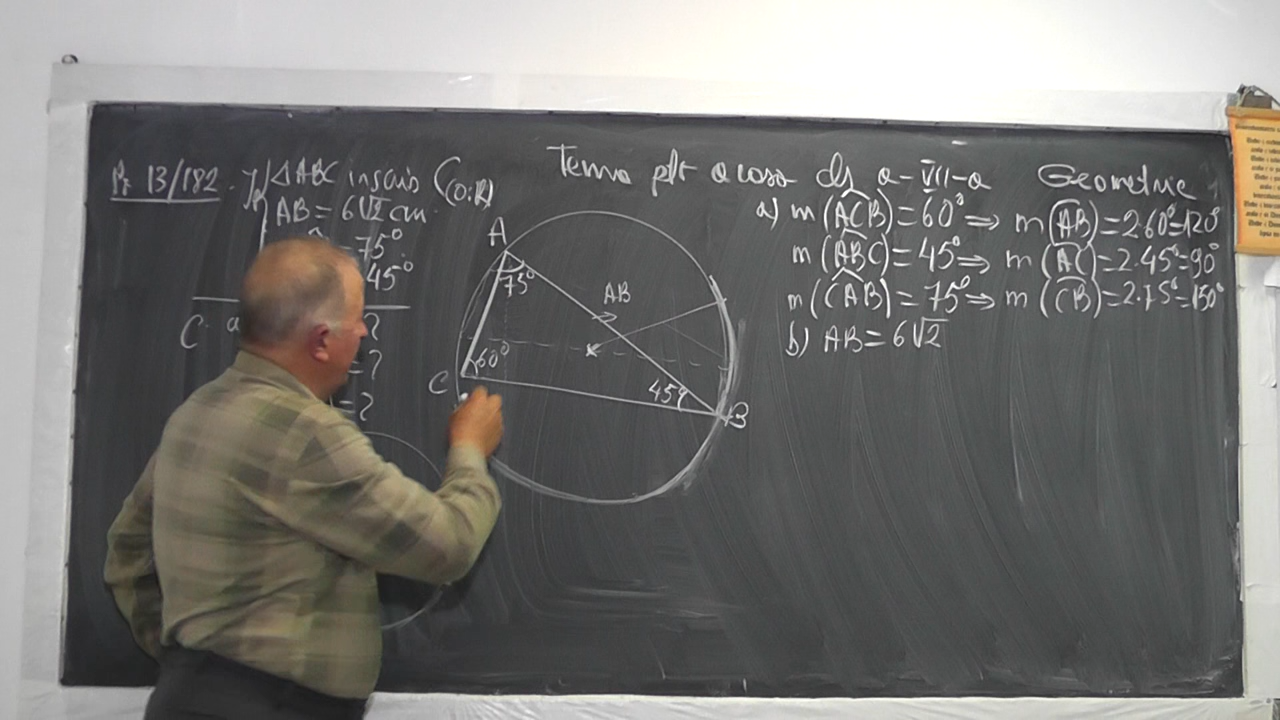 Tema plt acasa cls a-VII-a Geometrie
Pr 13/182. ΔABC inscris C(O;R)
AB = 6√2 cm.
75°
45°
C. a =?
=?
=?
A
75°
AB
60°
C
45°
B
a) m(ACB)=60° ⇒ m(AB)=2·60°=120°
m(ABC)=45° ⇒ m(AC)=2·45°=90°
m(CAB)=75° ⇒ m(CB)=2·75°=150°
b) AB=6√2